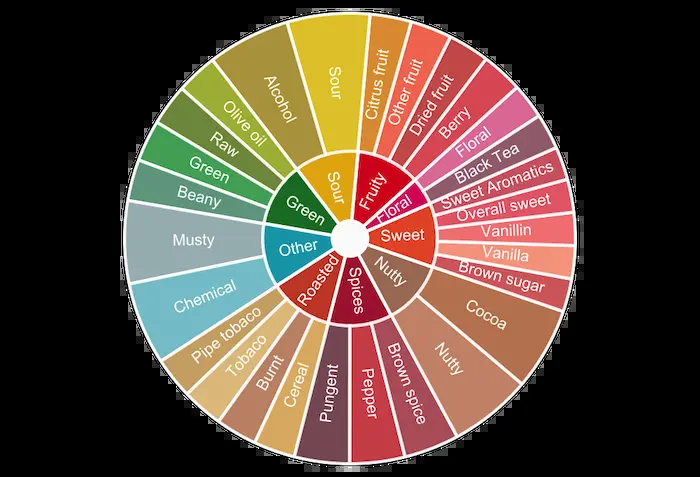 Sour
Citrus fruit
Other fruit
Dried fruit
Berry
Floral
Black Tea
Sweet Aromatics
Overall sweet
Vanillin
Vanilla
Brown sugar
Cocoa
Nutty
Brown spice
Pepper
Pungent
Cereal
Burnt
Tobaco
Pipe tobacco
Chemical
Musty
Beany
Green
Raw
Olive oil
Alcohol
Sour
Fruity
Floral
Sweet
Nutty
Spices
Roasted
Other
Green